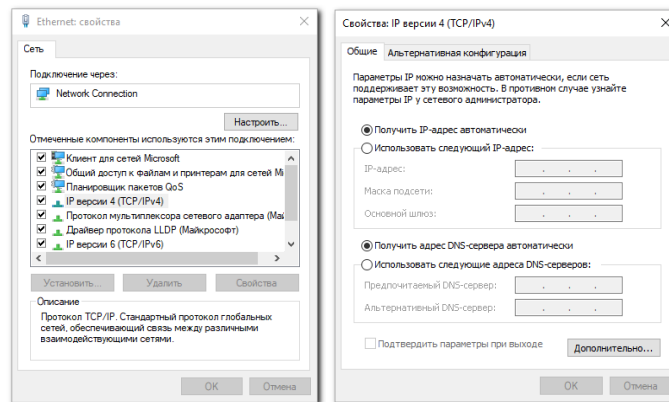 Ethernet: свойства
Сеть
Подключение через:
Network Connection
Настроить...
Отмеченные компоненты используются этим подключением:
Клиент для сетей Microsoft
Общий доступ к файлам и принтерам для сетей Mi
Планировщик пакетов QoS
IP версии 4 (TCP/IPv4)
Протокол мультиплексора сетевого адаптера (Май
Драйвер протокола LLDP (Майкрософт)
IP версии 6 (TCP/IPv6)
Установить...
Удалить
Свойства
Описание
Протокол TCP/IP. Стандартный протокол глобальных
сетей, обеспечивающий связь между различными
взаимодействующими сетями.
OK
Отмена
Свойства: IP версии 4 (TCP/IPv4)
Общие
Альтернативная конфигурация
Параметры IP можно назначать автоматически, если сеть
поддерживает эту возможность. В противном случае узнайте
параметры IP у сетевого администратора.
Получить IP-адрес автоматически
Использовать следующий IP-адрес:
IP-адрес:
Маска подсети:
Основной шлюз:
Получить адрес DNS-сервера автоматически
Использовать следующие адреса DNS-серверов:
Предпочитаемый DNS-сервер:
Альтернативный DNS-сервер:
Подтвердить параметры при выходе
Дополнительно...
OK
Отмена